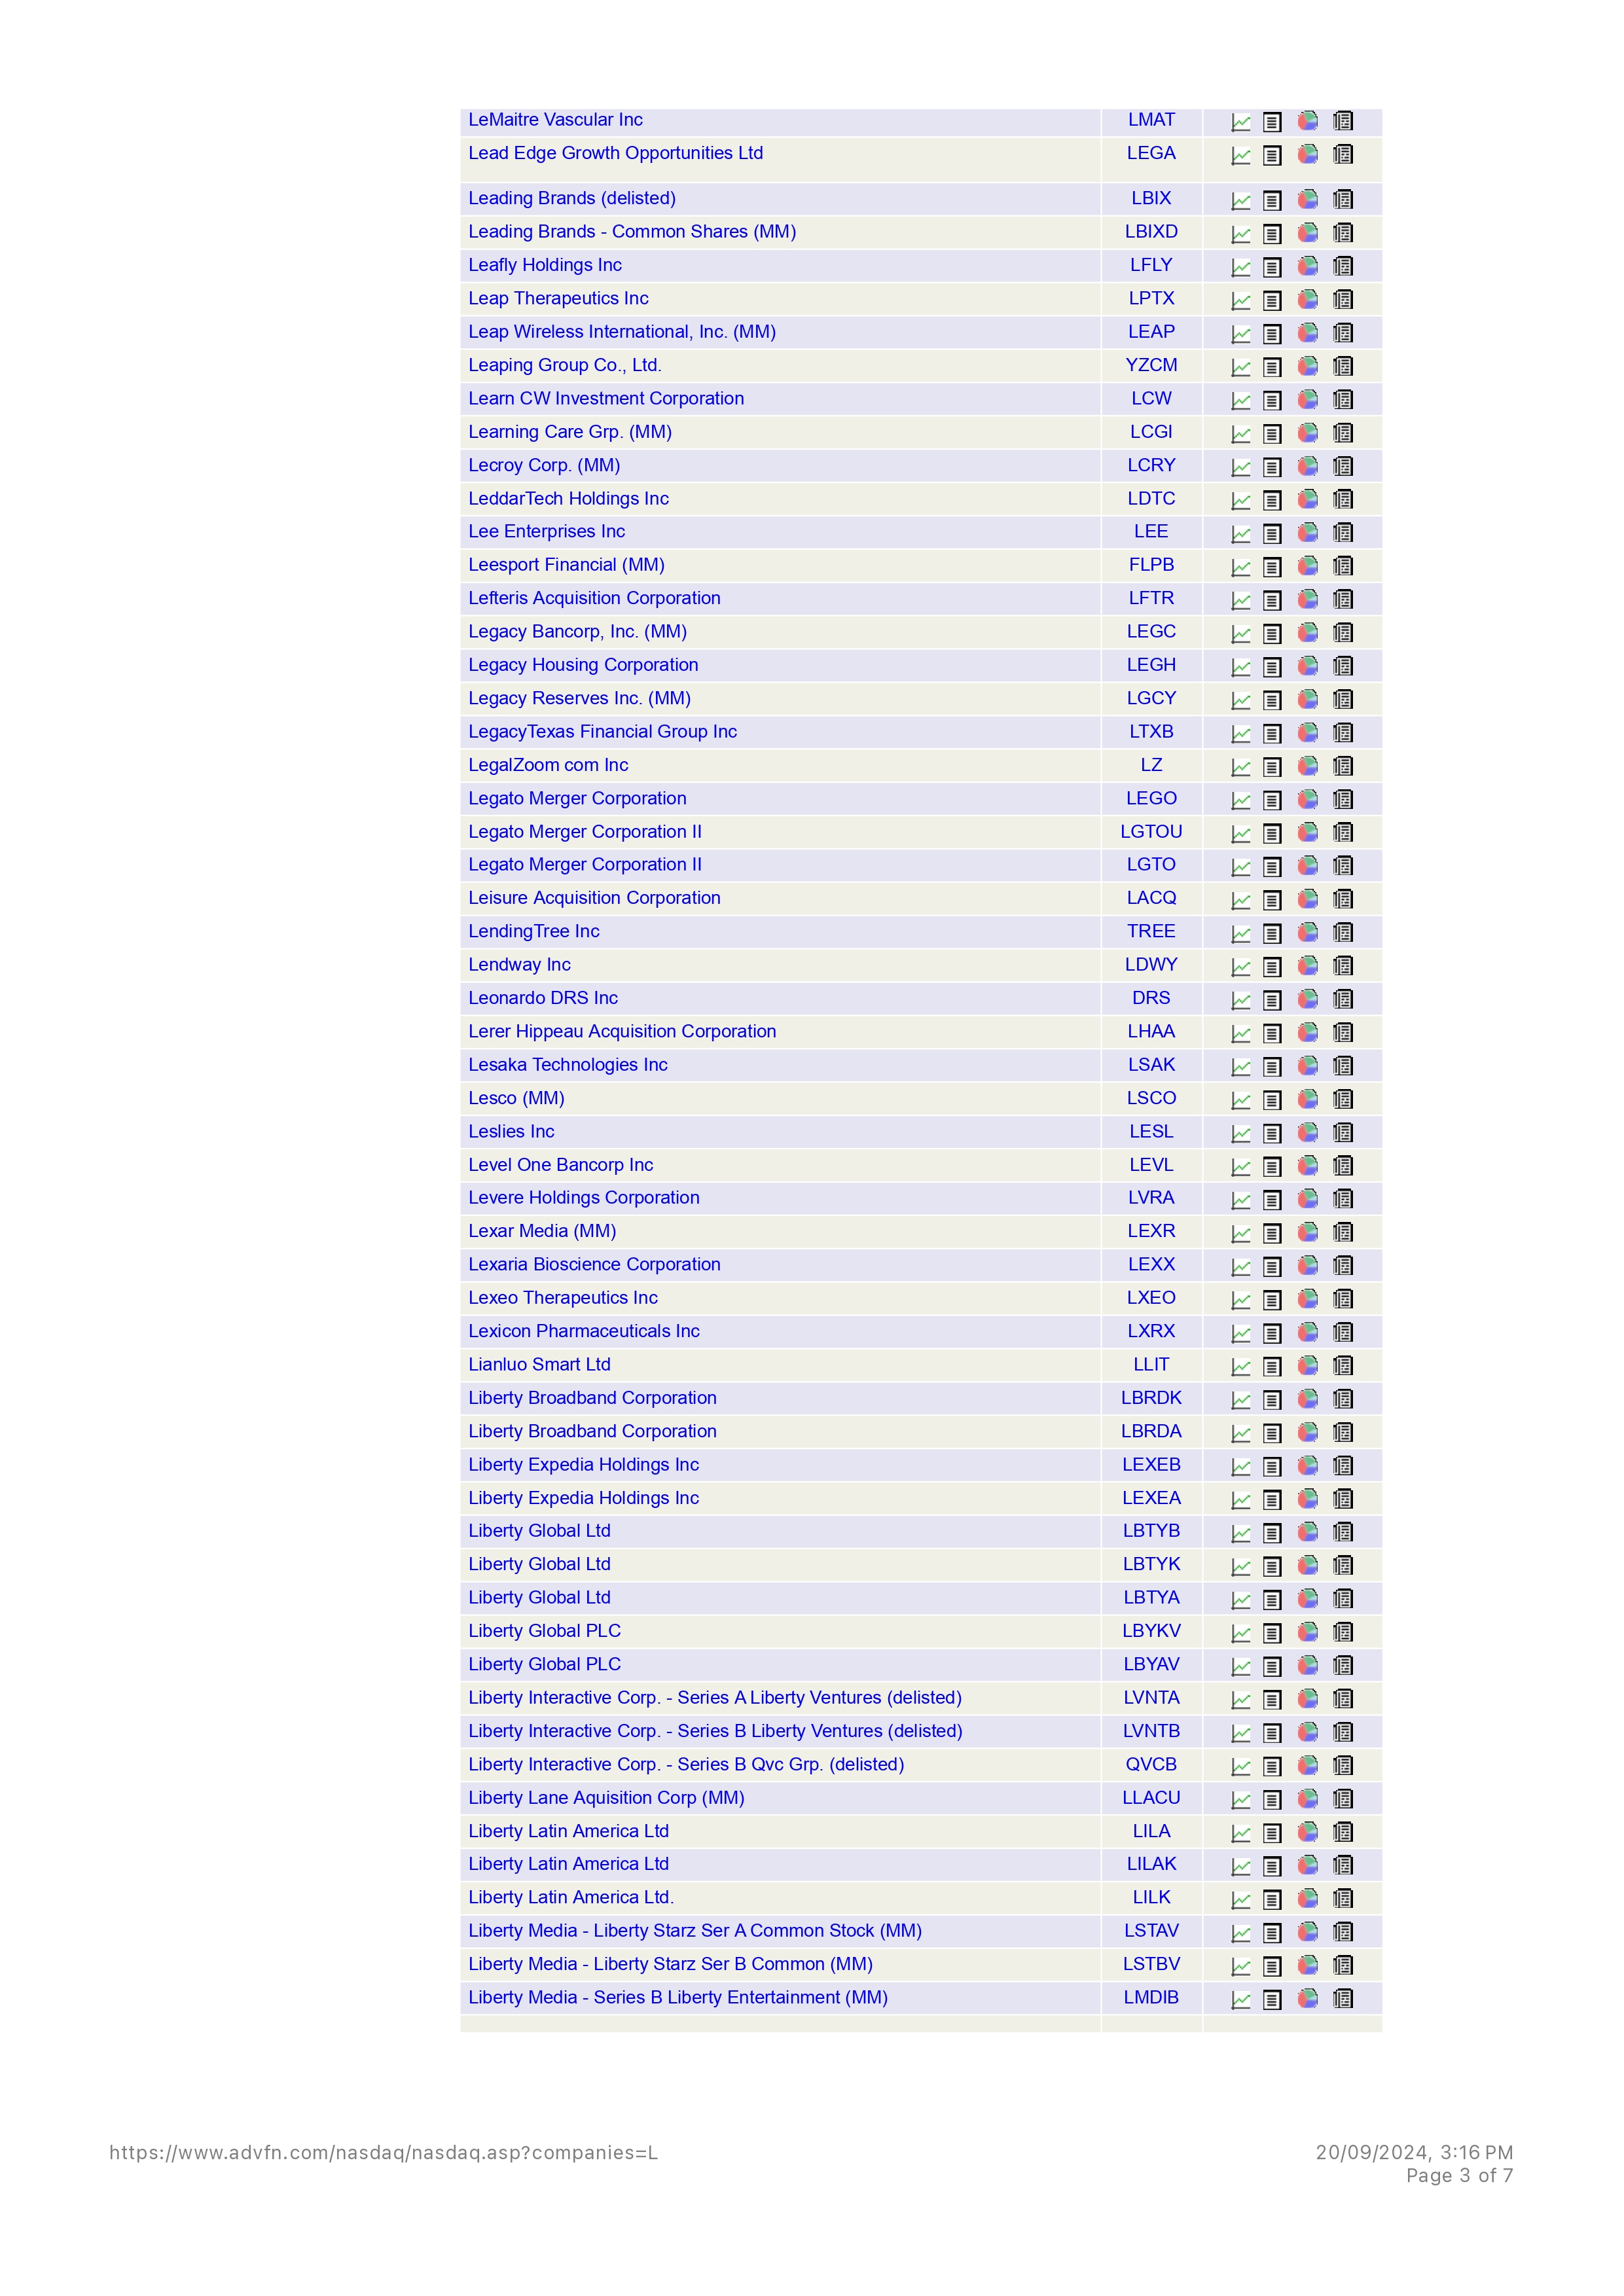 LeMaitre Vascular Inc LMAT
Lead Edge Growth Opportunities Ltd LEGA
Leading Brands (delisted) LBIX
Leading Brands - Common Shares (MM) LBIXD
Leafly Holdings Inc LFLY
Leap Therapeutics Inc LPTX
Leap Wireless International, Inc. (MM) LEAP
Leaping Group Co., Ltd. YZCM
Learn CW Investment Corporation LCW
Learning Care Grp. (MM) LCGI
Lecroy Corp. (MM) LCRY
LeddarTech Holdings Inc LDTC
Lee Enterprises Inc LEE
Leesport Financial (MM) FLPB
Lefteris Acquisition Corporation LFTR
Legacy Bancorp, Inc. (MM) LEGC
Legacy Housing Corporation LEGH
Legacy Reserves Inc. (MM) LGCY
LegacyTexas Financial Group Inc LTXB
LegalZoom com Inc LZ
Legato Merger Corporation LEGO
Legato Merger Corporation II LGTOU
Legato Merger Corporation II LGTO
Leisure Acquisition Corporation LACQ
LendingTree Inc TREE
Lendway Inc LDWY
Leonardo DRS Inc DRS
Lerer Hippeau Acquisition Corporation LHAA
Lesaka Technologies Inc LSAK
Lesco (MM) LSCO
Leslies Inc LESL
Level One Bancorp Inc LEVL
Levere Holdings Corporation LVRA
Lexar Media (MM) LEXR
Lexaria Bioscience Corporation LEXX
Lexeo Therapeutics Inc LXEO
Lexicon Pharmaceuticals Inc LXRX
Lianluo Smart Ltd LLIT
Liberty Broadband Corporation LBRDK
Liberty Broadband Corporation LBRDA
Liberty Expedia Holdings Inc LEXEB
Liberty Expedia Holdings Inc LEXEA
Liberty Global Ltd LBTYB
Liberty Global Ltd LBTYK
Liberty Global Ltd LBTYA
Liberty Global PLC LBYKV
Liberty Global PLC LBYAV
Liberty Interactive Corp. - Series A Liberty Ventures (delisted) LVNTA
Liberty Interactive Corp. - Series B Liberty Ventures (delisted) LVNTB
Liberty Interactive Corp. - Series B Qvc Grp. (delisted) QVCB
Liberty Lane Aquisition Corp (MM) LLACU
Liberty Latin America Ltd LILA
Liberty Latin America Ltd LILAK
Liberty Latin America Ltd. LILK
Liberty Media - Liberty Starz Ser A Common Stock (MM) LSTAV
Liberty Media - Liberty Starz Ser B Common (MM) LSTBV
Liberty Media - Series B Liberty Entertainment (MM) LMDIB
https://www.advfn.com/nasdaq/nasdaq.asp?companies=L 20/09/2024, 3:16 PM
Page 3 of 7